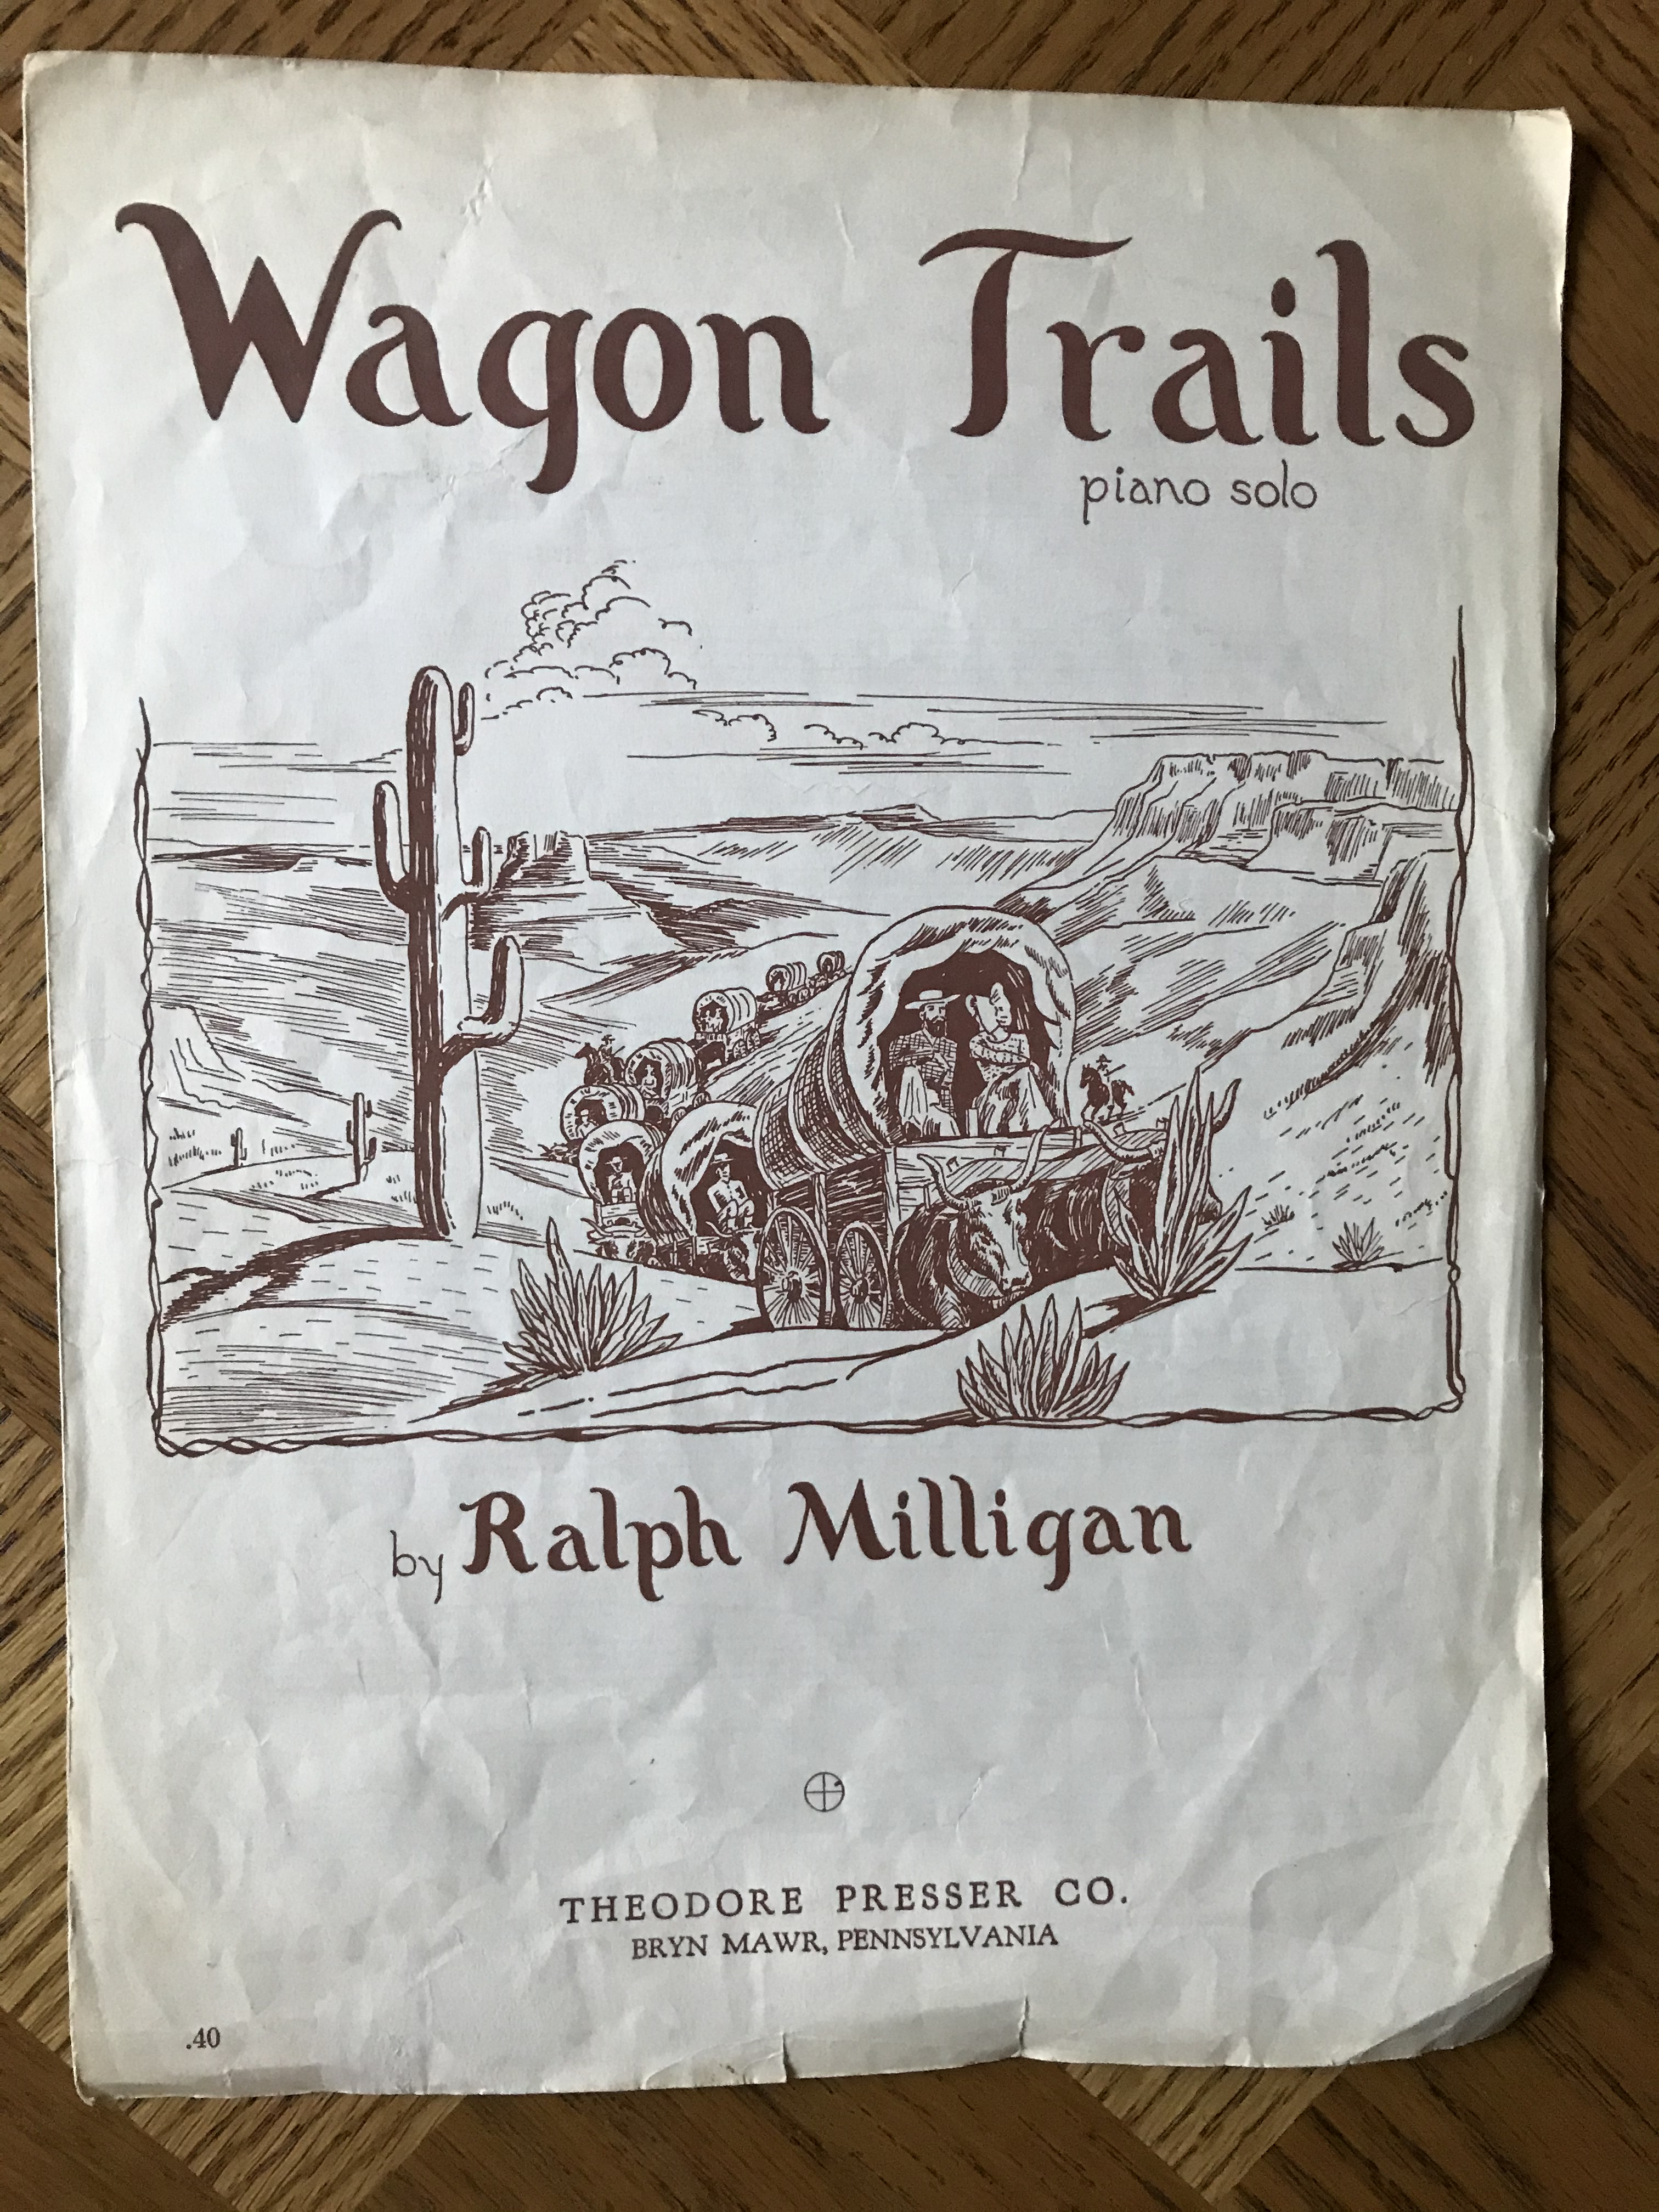 Wagon Trails
piano solo
by Ralph Milligan
THEODORE PRESSER CO.
BRYN MAWR, PENNSYLVANIA
.40